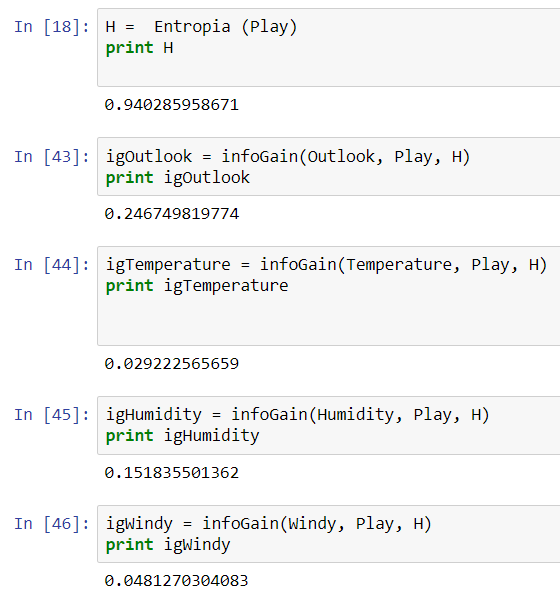 In [18]: H =  Entropia (Play)
print H
0.940285958671
In [43]: igOutlook = infoGain(Outlook, Play, H)
print igOutlook
0.246749819774
In [44]: igTemperature = infoGain(Temperature, Play, H)
print igTemperature
0.029222565659
In [45]: igHumidity = infoGain(Humidity, Play, H)
print igHumidity
0.151835501362
In [46]: igWindy = infoGain(Windy, Play, H)
print igWindy
0.0481270304083